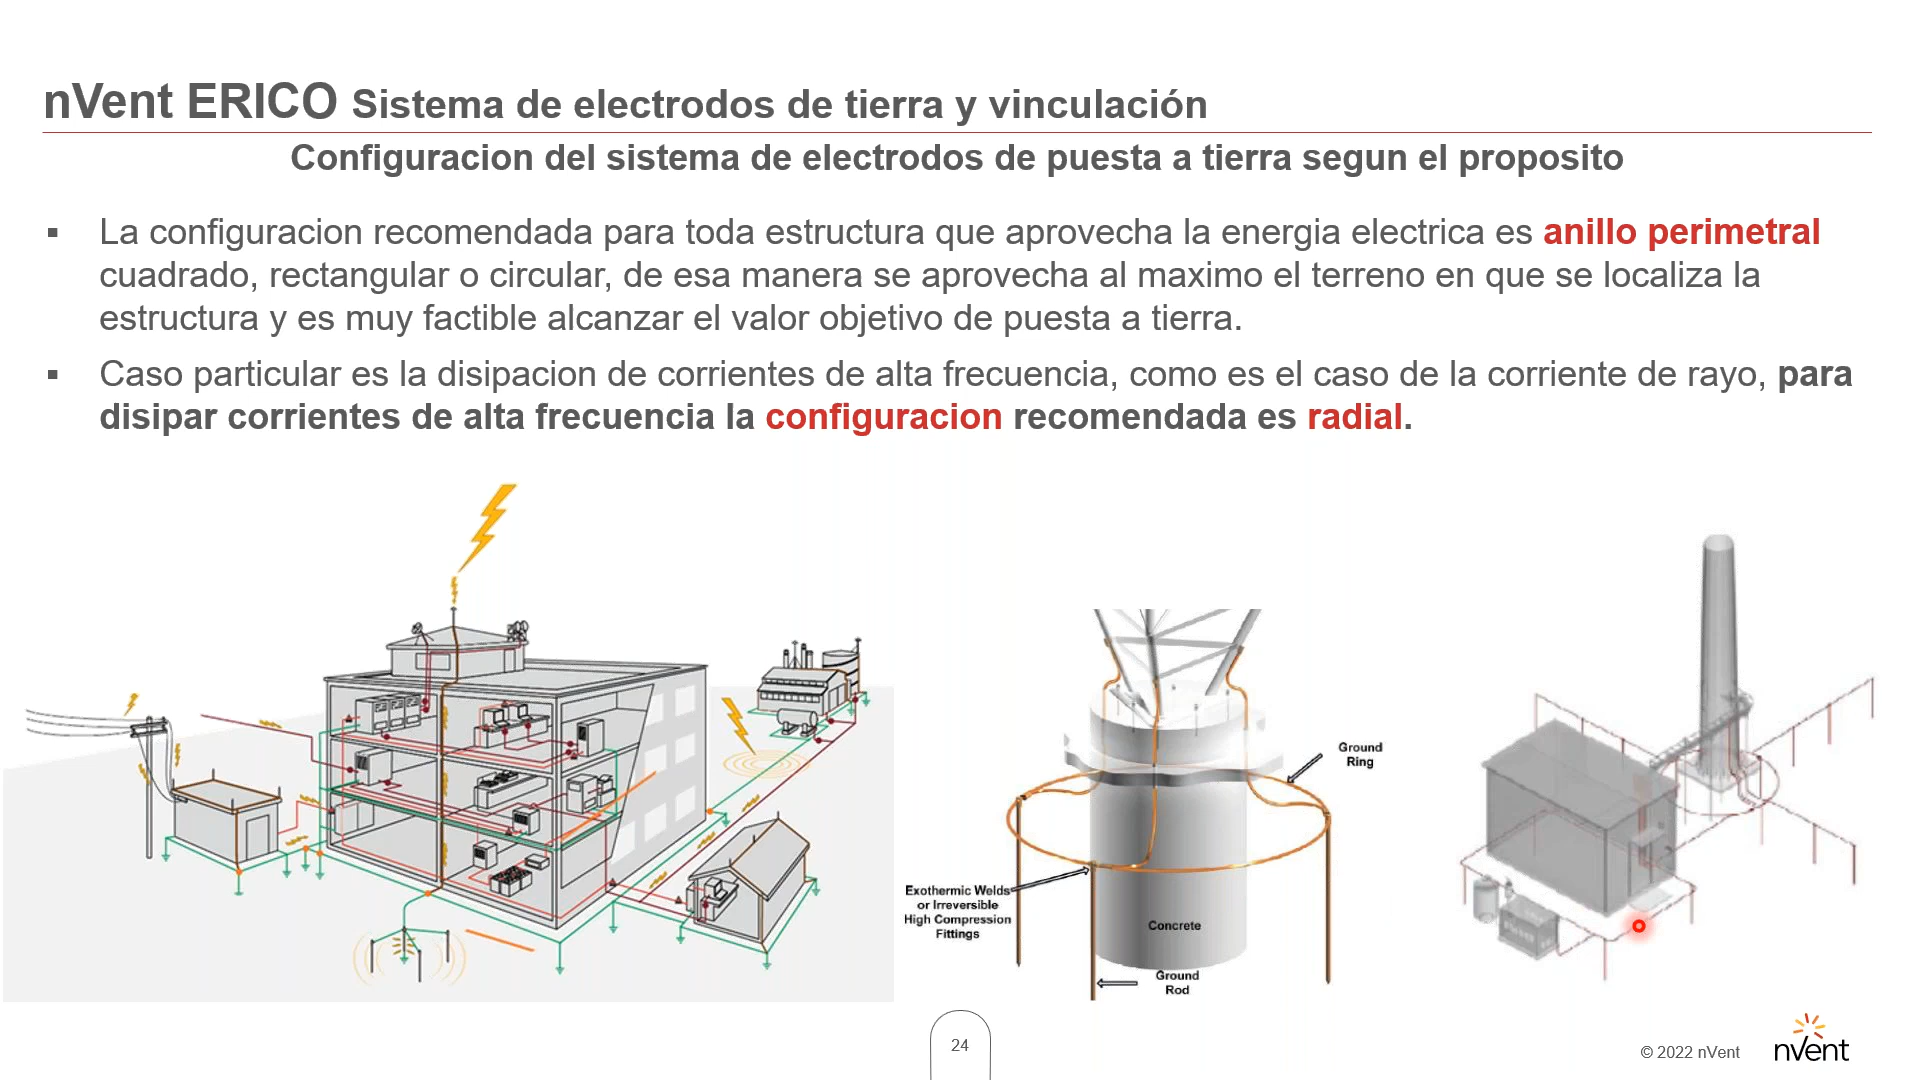 nVent ERICO Sistema de electrodos de tierra y vinculación
Configuracion del sistema de electrodos de puesta a tierra segun el proposito
▪ La configuracion recomendada para toda estructura que aprovecha la energia electrica es anillo perimetral
cuadrado, rectangular o circular, de esa manera se aprovecha al maximo el terreno en que se localiza la
estructura y es muy factible alcanzar el valor objetivo de puesta a tierra.
▪ Caso particular es la disipacion de corrientes de alta frecuencia, como es el caso de la corriente de rayo, para
disipar corrientes de alta frecuencia la configuracion recomendada es radial.
Ground
Ring
Exothermic Welds
or Irreversible
High Compression
Fittings
Concrete
Ground
Rod
24
© 2022 nVent
nVent